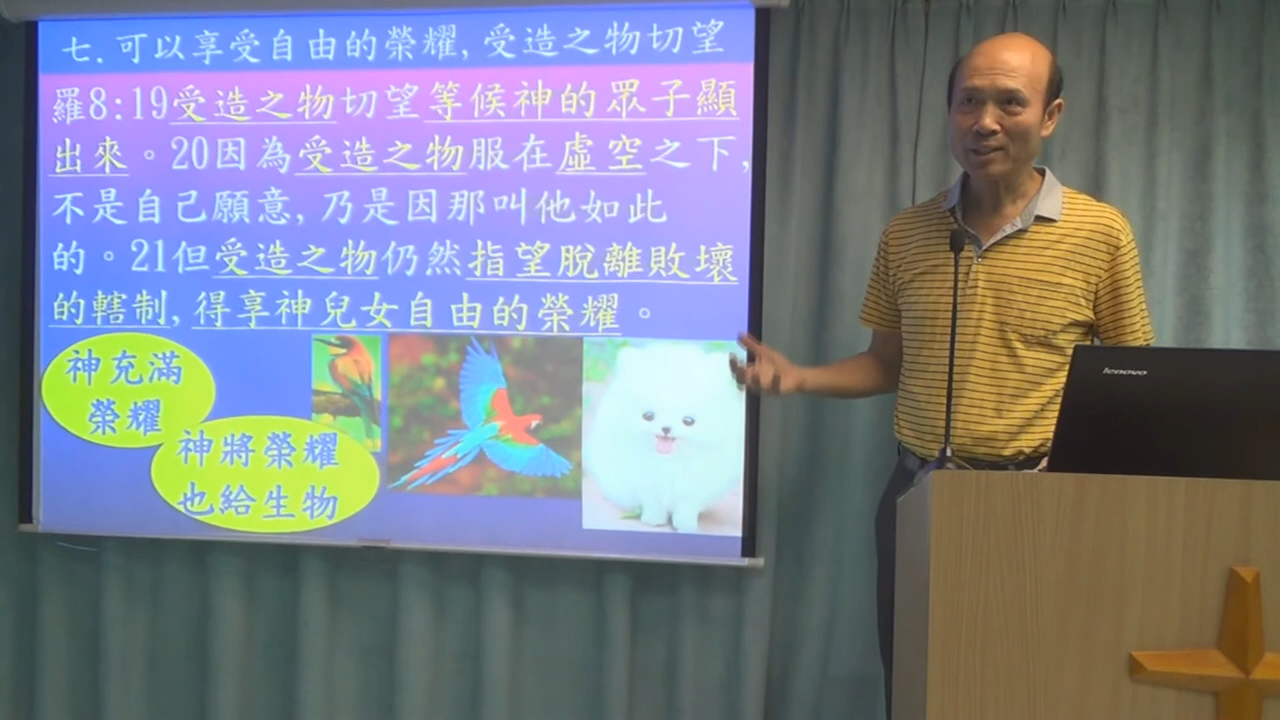 七.可以享受自由的榮耀,受造之物切望
羅8:19受造之物切望等候神的眾子顯
出來。20因為受造之物服在虛空之下,
不是自己願意,乃是因那叫他如此
的。21但受造之物仍然指望脫離敗壞
的轄制,得享神兒女自由的榮耀。
神充滿
榮耀
神將榮耀
也給生物
lenovo